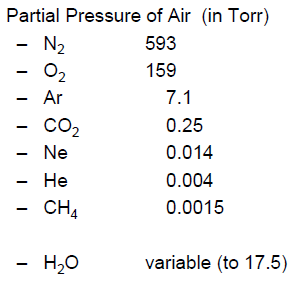 Partial Pressure of Air (in Torr)
– N₂ 593
– O₂ 159
– Ar 7.1
– CO₂ 0.25
– Ne 0.014
– He 0.004
– CH₄ 0.0015
– H₂O variable (to 17.5)